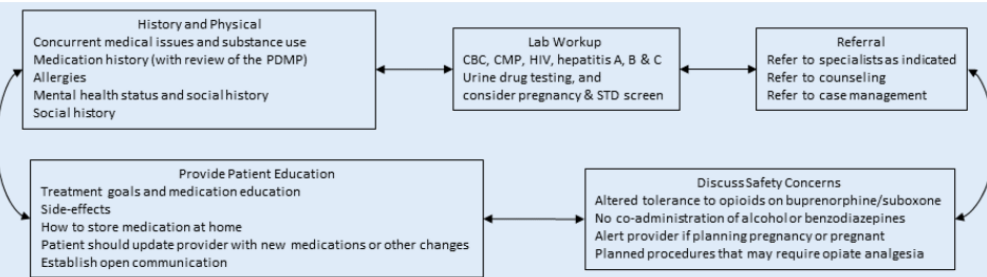 History and Physical
Concurrent medical issues and substance use
Medication history (with review of the PDMP)
Allergies
Mental health status and social history
Social history
Lab Workup
CBC, CMP, HIV, hepatitis A, B & C
Urine drug testing, and
consider pregnancy & STD screen
Referral
Refer to specialists as indicated
Refer to counseling
Refer to case management
Provide Patient Education
Treatment goals and medication education
Side-effects
How to store medication at home
Patient should update provider with new medications or other changes
Establish open communication
Discuss Safety Concerns
Altered tolerance to opioids on buprenorphine/suboxone
No co-administration of alcohol or benzodiazepines
Alert provider if planning pregnancy or pregnant
Planned procedures that may require opiate analgesia